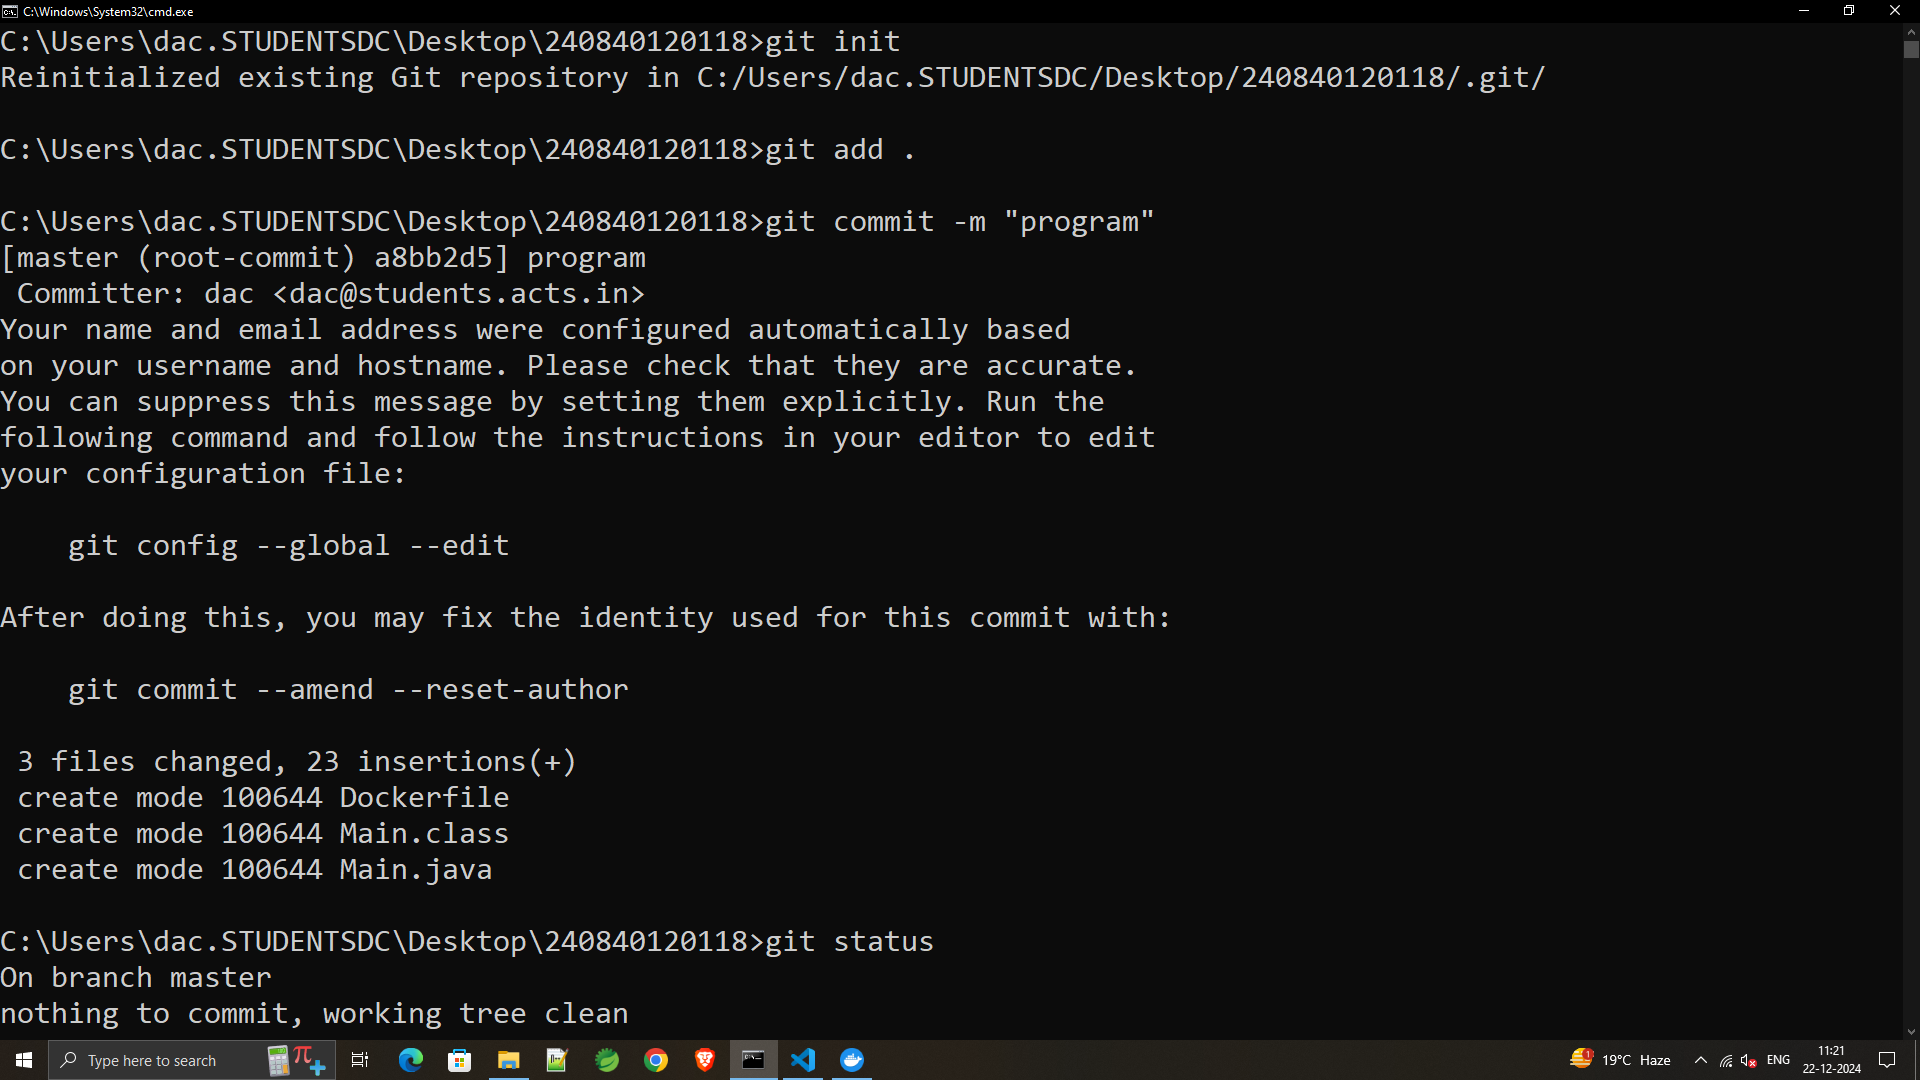 C:\Windows\System32\cmd.exe
C:\Users\dac.STUDENTSDC\Desktop\240840120118>git init
Reinitialized existing Git repository in C:/Users/dac.STUDENTSDC/Desktop/240840120118/.git/
C:\Users\dac.STUDENTSDC\Desktop\240840120118>git add .
C:\Users\dac.STUDENTSDC\Desktop\240840120118>git commit -m "program"
[master (root-commit) a8bb2d5] program
 Committer: dac <dac@students.acts.in>
Your name and email address were configured automatically based
on your username and hostname. Please check that they are accurate.
You can suppress this message by setting them explicitly. Run the
following command and follow the instructions in your editor to edit
your configuration file:
    git config --global --edit
After doing this, you may fix the identity used for this commit with:
    git commit --amend --reset-author
 3 files changed, 23 insertions(+)
 create mode 100644 Dockerfile
 create mode 100644 Main.class
 create mode 100644 Main.java
C:\Users\dac.STUDENTSDC\Desktop\240840120118>git status
On branch master
nothing to commit, working tree clean
Type here to search
1 19°C Haze
ENG
11:21
22-12-2024